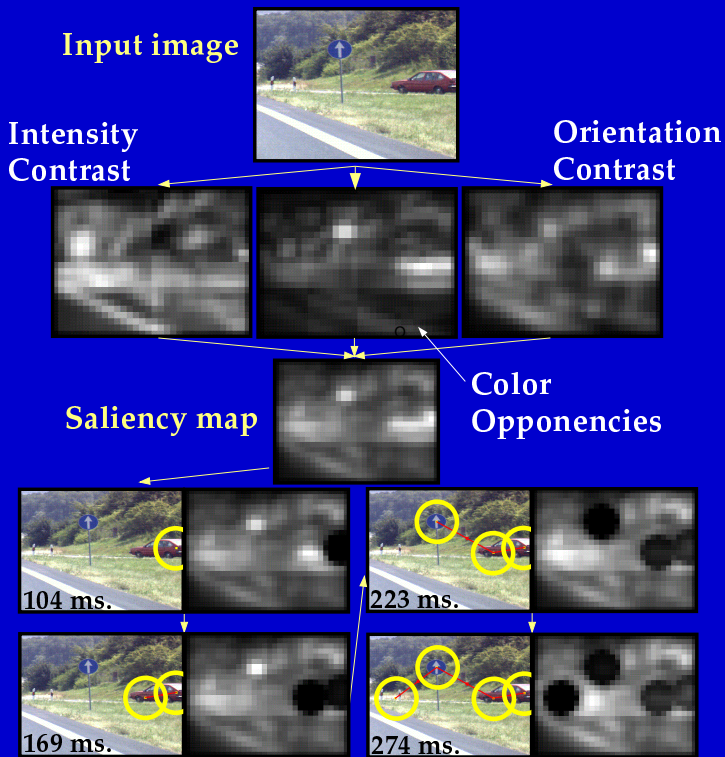 Input image
Intensity
Contrast
Orientation
Contrast
Color
Opponencies
Saliency map
104 ms.
223 ms.
169 ms.
274 ms.